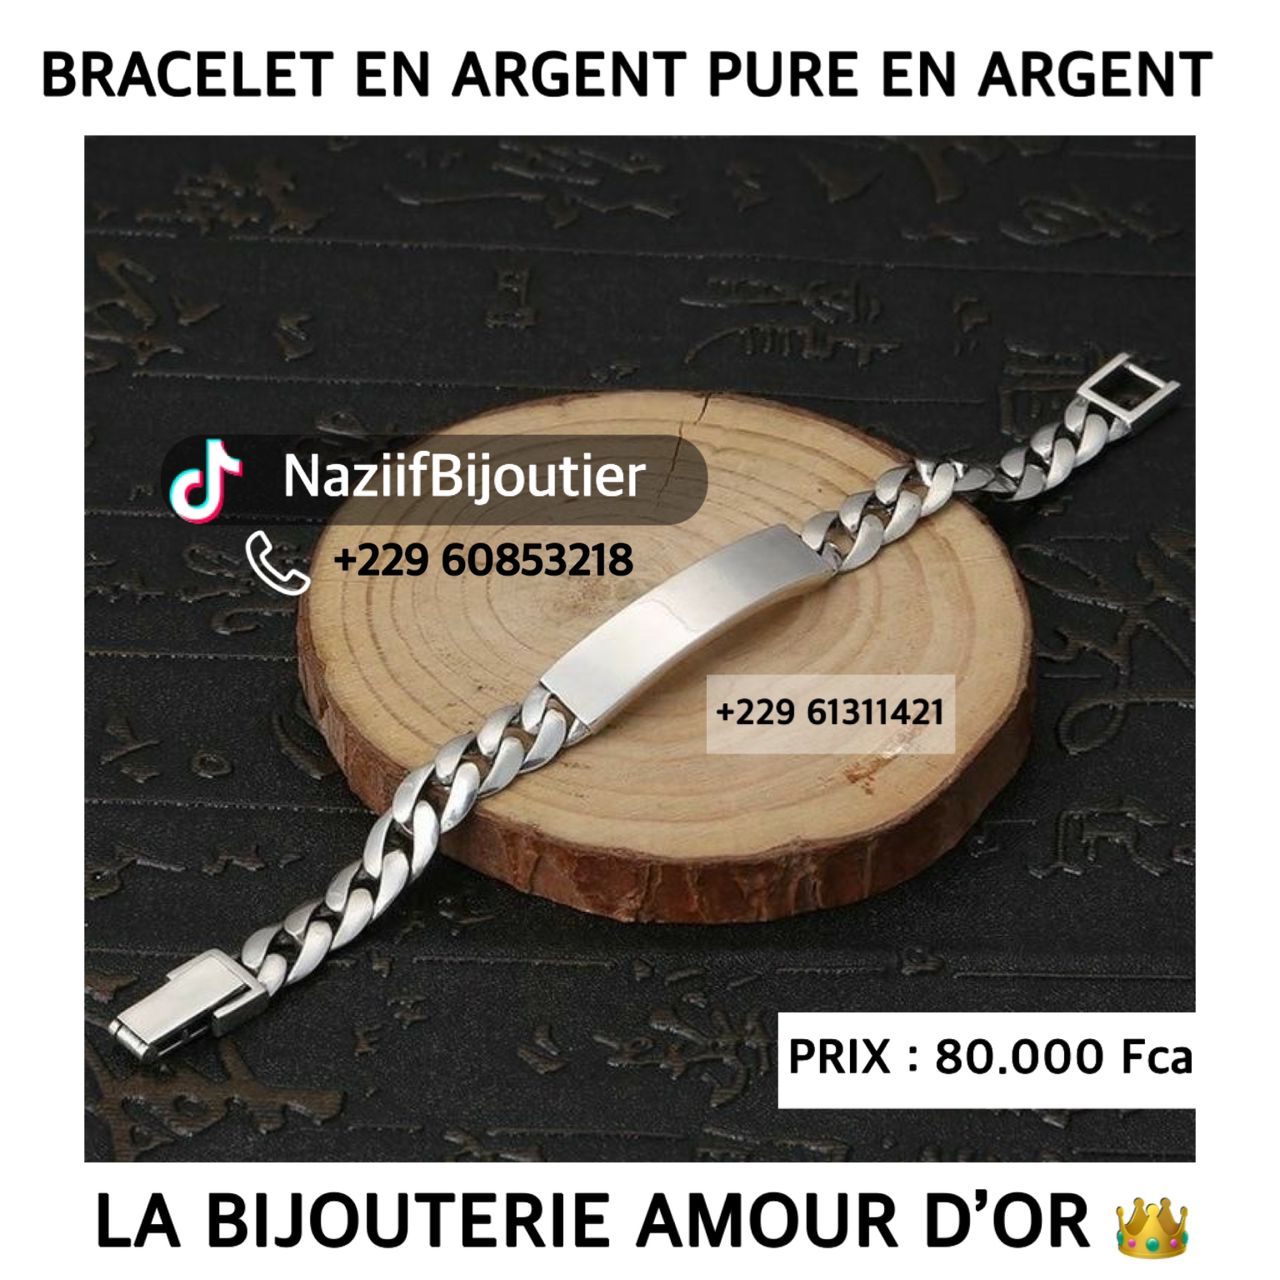 BRACELET EN ARGENT PURE EN ARGENT
NaziifBijoutier
+229 60853218
+229 61311421
PRIX : 80.000 Fca
LA BIJOUTERIE AMOUR D’OR 👑